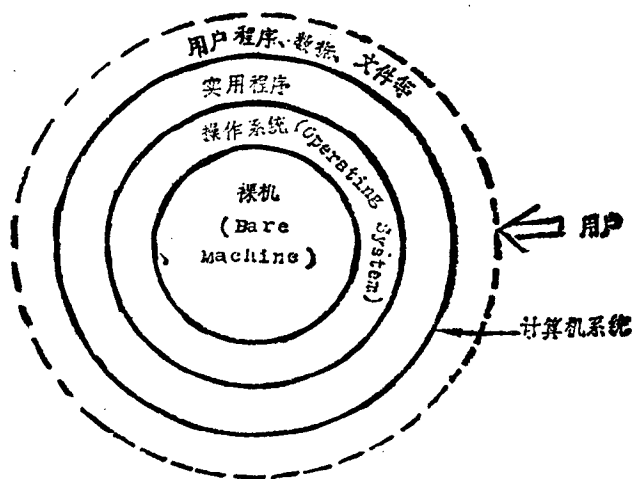 用户程序、数据、文件等
实用程序
操作系统(Operating System)
裸机
(Bare
Machine)
用户
计算机系统